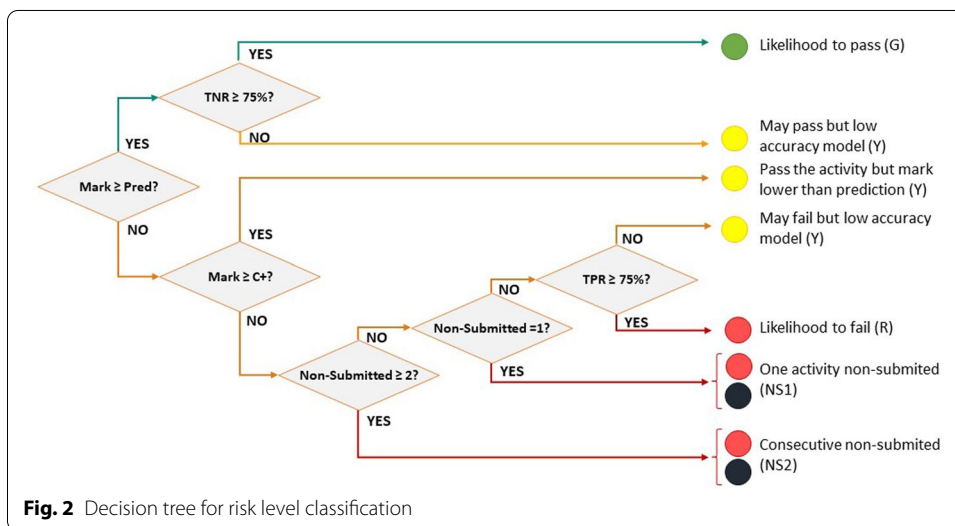 YES
Likelihood to pass (G)
TNR ≥ 75%?
NO
May pass but low
accuracy model (Y)
YES
Mark ≥ Pred?
Pass the activity but mark
lower than prediction (Y)
NO
YES
May fail but low accuracy
model (Y)
NO
Mark ≥ C+?
TPR ≥ 75%?
NO
NO
YES
Non-Submitted =1?
Likelihood to fail (R)
NO
YES
One activity non-submited
(NS1)
Non-Submitted ≥ 2?
YES
Consecutive non-submited
(NS2)
Fig. 2 Decision tree for risk level classification